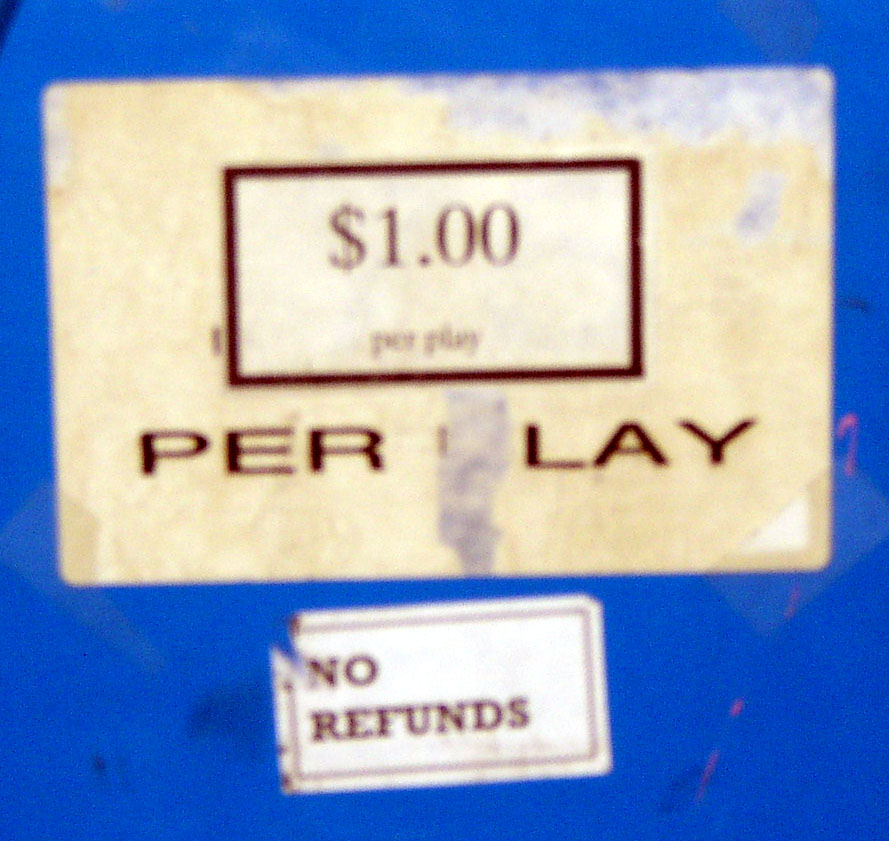 $1.00
per play
PER LAY
NO
REFUNDS